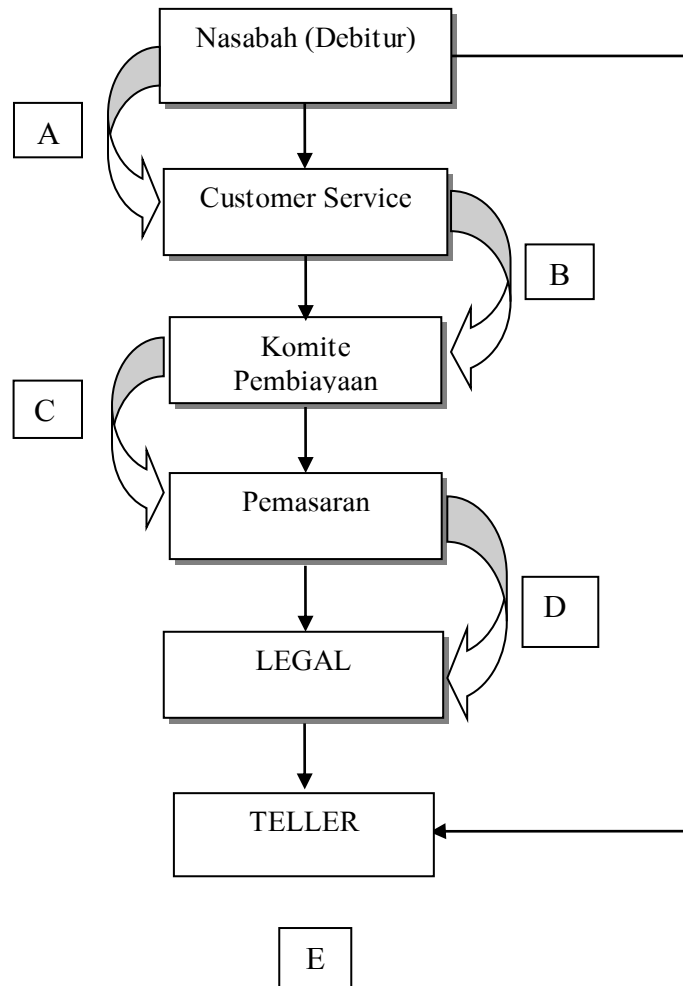 Nasabah (Debitur)
A
Customer Service
B
Komite
Pembiayaan
C
Pemasaran
D
LEGAL
TELLER
E